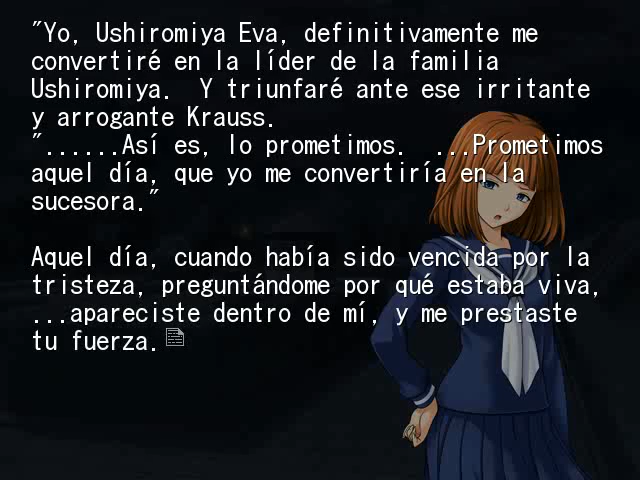 "Yo, Ushiromiya Eva, definitivamente me
convertiré en la líder de la familia
Ushiromiya.  Y triunfaré ante ese irritante
y arrogante Krauss.
"......Así es, lo prometimos.  ...Prometimos
aquel día, que yo me convertiría en la
sucesora."
Aquel día, cuando había sido vencida por la
tristeza, preguntándome por qué estaba viva,
...apareciste dentro de mí, y me prestaste
tu fuerza.